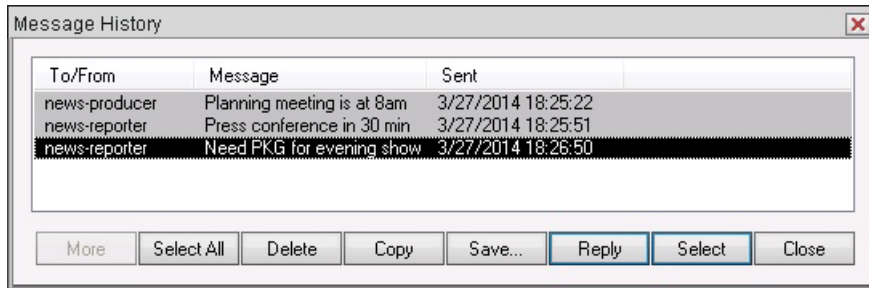 Message History
To/From Message Sent
news-producer Planning meeting is at 8am 3/27/2014 18:25:22
news-reporter Press conference in 30 min 3/27/2014 18:25:51
news-reporter Need PKG for evening show 3/27/2014 18:26:50
More Select All Delete Copy Save... Reply Select Close